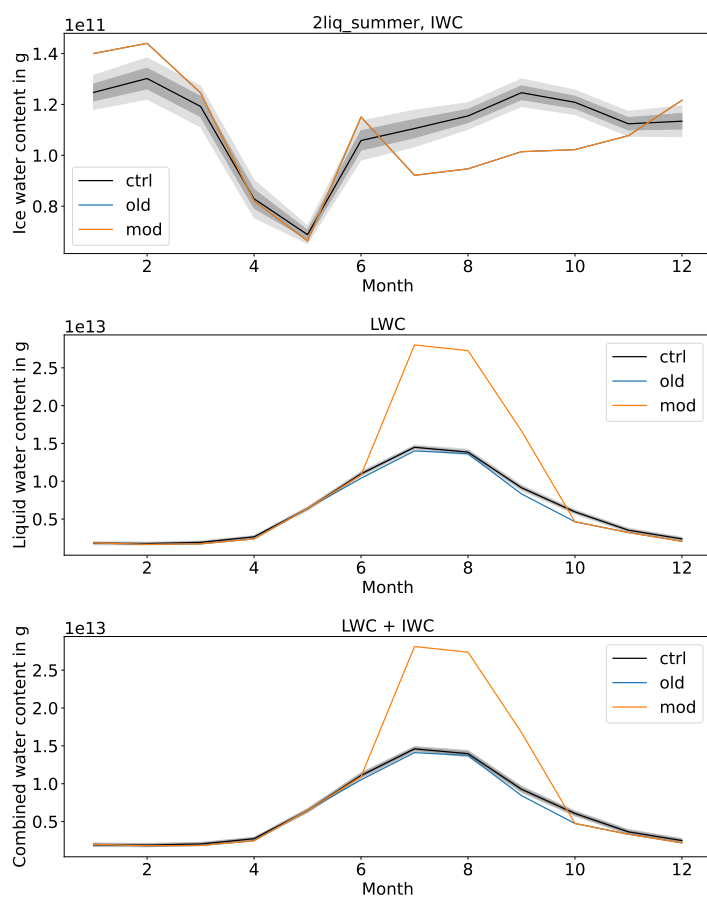 2liq_summer, IWC
1e11
Ice water content in g
1.4
1.2
1.0
0.8
ctrl
old
mod
2 4 6 8 10 12
Month
LWC
1e13
Liquid water content in g
2.5
2.0
1.5
1.0
0.5
ctrl
old
mod
2 4 6 8 10 12
Month
LWC + IWC
1e13
Combined water content in g
2.5
2.0
1.5
1.0
0.5
ctrl
old
mod
2 4 6 8 10 12
Month